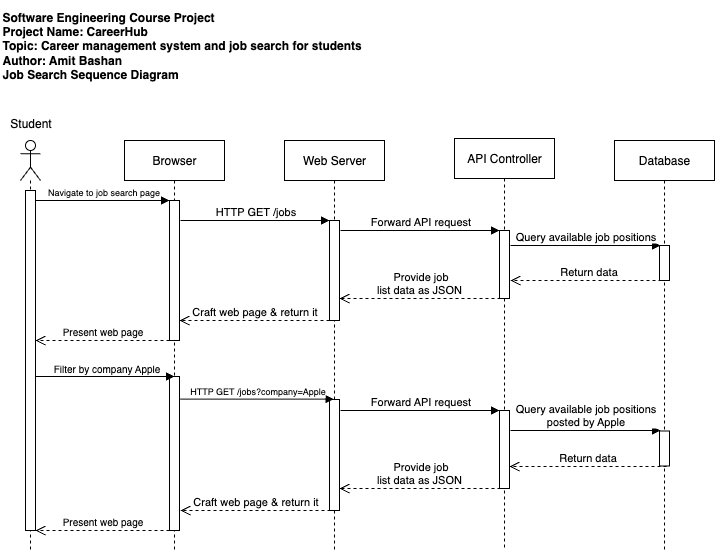 Software Engineering Course Project
Project Name: CareerHub
Topic: Career management system and job search for students
Author: Amit Bashan
Job Search Sequence Diagram
Student
Browser
Web Server
API Controller
Database
Navigate to job search page
HTTP GET /jobs
Forward API request
Query available job positions
Return data
Provide job
list data as JSON
Craft web page & return it
Present web page
Filter by company Apple
HTTP GET /jobs?company=Apple
Forward API request
Query available job positions
posted by Apple
Return data
Provide job
list data as JSON
Craft web page & return it
Present web page